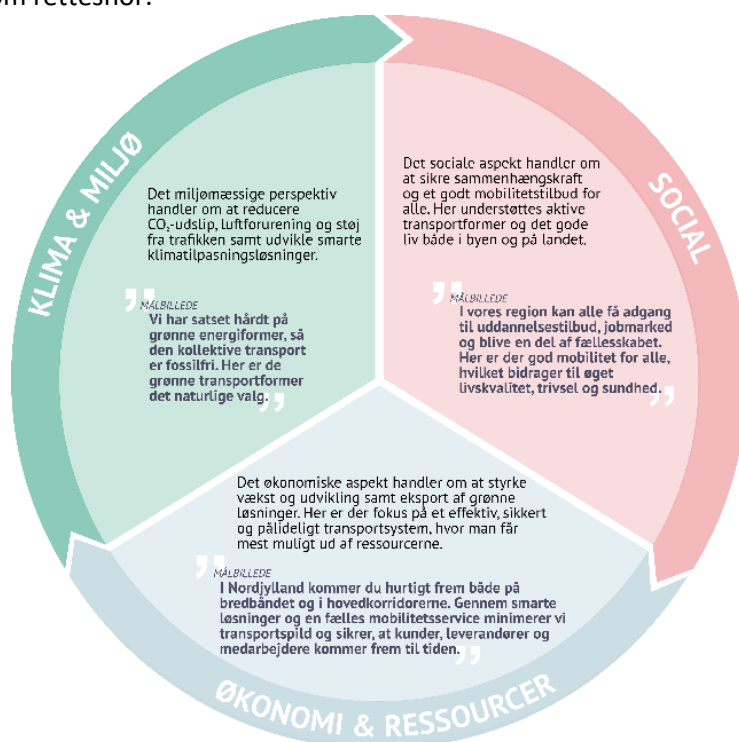 om rettesnor:
KLIMA & MILJØ
Det miljømæssige perspektiv
handler om at reducere
CO₂-udslip, luftforurening og støj
fra trafikken samt udvikle smarte
klimatilpasningsløsninger.
MÅLBILLEDE
Vi har satset hårdt på
grønne energiformer, så
den kollektive transport
er fossilfri. Her er de
grønne transportformer
det naturlige valg.
SOCIAL
Det sociale aspekt handler om
at sikre sammenhængskraft
og et godt mobilitetstilbud for
alle. Her understøttes aktive
transportformer og det gode
liv både i byen og på landet.
MÅLBILLEDE
I vores region kan alle få adgang
til uddannelsestilbud, jobmarked
og blive en del af fællesskabet.
Her er der god mobilitet for alle,
hvilket bidrager til øget
livskvalitet, trivsel og sundhed.
Det økonomiske aspekt handler om at styrke
vækst og udvikling samt eksport af grønne
løsninger. Her er der fokus på et effektiv, sikkert
og pålideligt transportsystem, hvor man får
mest muligt ud af ressourcerne.
MÅLBILLEDE
I Nordjylland kommer du hurtigt frem både på
bredbåndet og i hovedkorridorerne. Gennem smarte
løsninger og en fælles mobilitetsservice minimerer vi
transportspild og sikrer, at kunder, leverandører og
medarbejdere kommer frem til tiden.
ØKONOMI & RESSOURCER